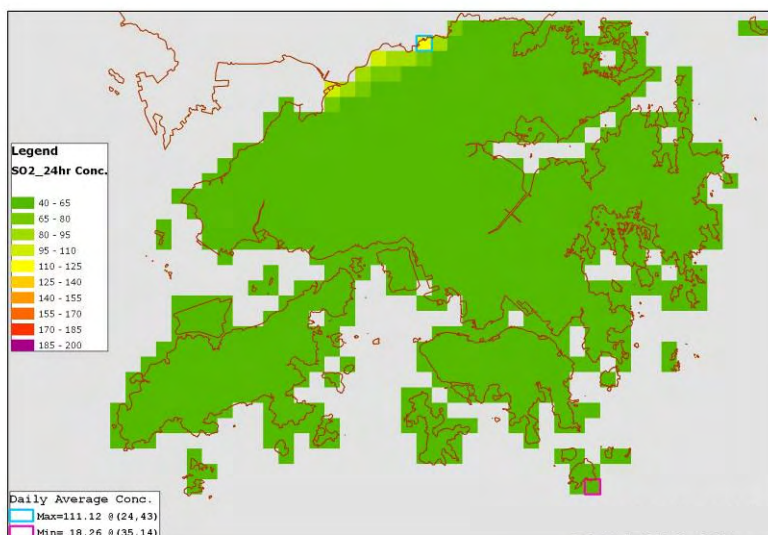 Legend
SO2_24hr Conc.
40 - 65
65 - 80
80 - 95
95 - 110
110 - 125
125 - 140
140 - 155
155 - 170
170 - 185
185 - 200
Daily Average Conc.
Max=111.12 @(24,43)
Min= 18.26 @(35,14)